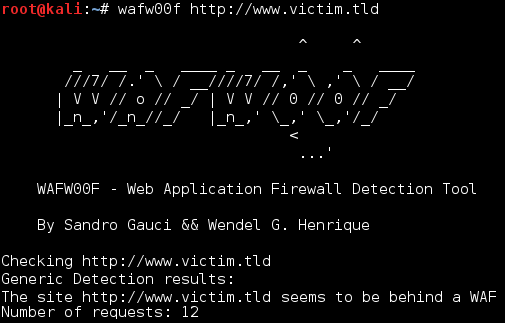 root@kali:~# wafw00f http://www.victim.tld
^ ^
_ _ __ _ ____ _ _ __ _ _ ____
///7/ /.' \ / __////7/ /,' \ ,' \ / __/
| V V // o // _/ | V V // 0 // 0 // _/
|_n_,'/_n_//_/ |_n_,' \_,' \_,'/_/
<
...'
WAFW00F - Web Application Firewall Detection Tool
By Sandro Gauci && Wendel G. Henrique
Checking http://www.victim.tld
Generic Detection results:
The site http://www.victim.tld seems to be behind a WAF
Number of requests: 12